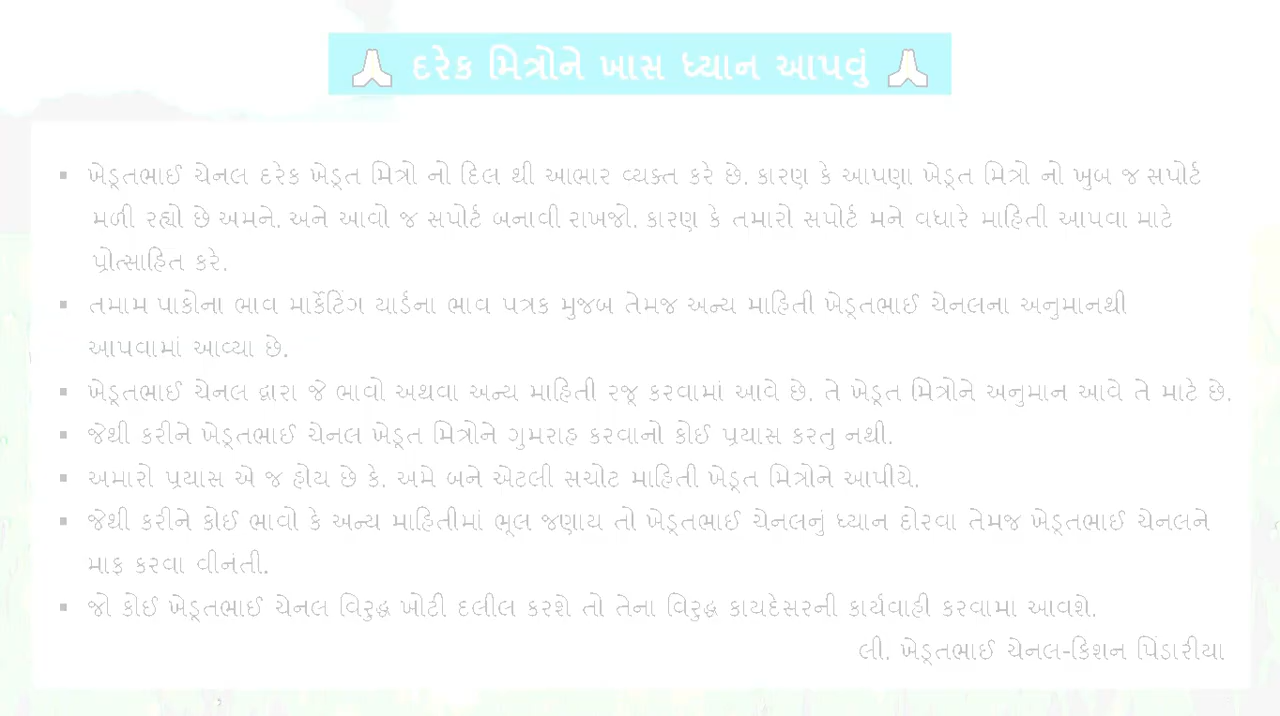 🙏 દરેક મિત્રોને ખાસ ધ્યાન આપવું 🙏
▪ ખેડૂતભાઈ ચેનલ દરેક ખેડૂત મિત્રો નો દિલ થી આભાર વ્યક્ત કરે છે. કારણ કે આપણા ખેડૂત મિત્રો નો ખુબ જ સપોર્ટ
મળી રહ્યો છે અમને. અને આવો જ સપોર્ટ બનાવી રાખજો. કારણ કે તમારો સપોર્ટ મને વધારે માહિતી આપવા માટે
પ્રોત્સાહિત કરે.
▪ તમામ પાકોના ભાવ માર્કેટિંગ યાર્ડના ભાવ પત્રક મુજબ તેમજ અન્ય માહિતી ખેડૂતભાઈ ચેનલના અનુમાનથી
આપવામાં આવ્યા છે.
▪ ખેડૂતભાઈ ચેનલ દ્વારા જે ભાવો અથવા અન્ય માહિતી રજૂ કરવામાં આવે છે. તે ખેડૂત મિત્રોને અનુમાન આવે તે માટે છે.
▪ જેથી કરીને ખેડૂતભાઈ ચેનલ ખેડૂત મિત્રોને ગુમરાહ કરવાનો કોઈ પ્રયાસ કરતુ નથી.
▪ અમારો પ્રયાસ એ જ હોય છે કે. અમે બને એટલી સચોટ માહિતી ખેડૂત મિત્રોને આપીયે.
▪ જેથી કરીને કોઈ ભાવો કે અન્ય માહિતીમાં ભૂલ જણાય તો ખેડૂતભાઈ ચેનલનું ધ્યાન દોરવા તેમજ ખેડૂતભાઈ ચેનલને
માફ કરવા વીનંતી.
▪ જો કોઈ ખેડૂતભાઈ ચેનલ વિરુદ્ધ ખોટી દલીલ કરશે તો તેના વિરુદ્ધ કાયદેસરની કાર્યવાહી કરવામા આવશે.
લી. ખેડૂતભાઈ ચેનલ-કિશન પિંડારીયા